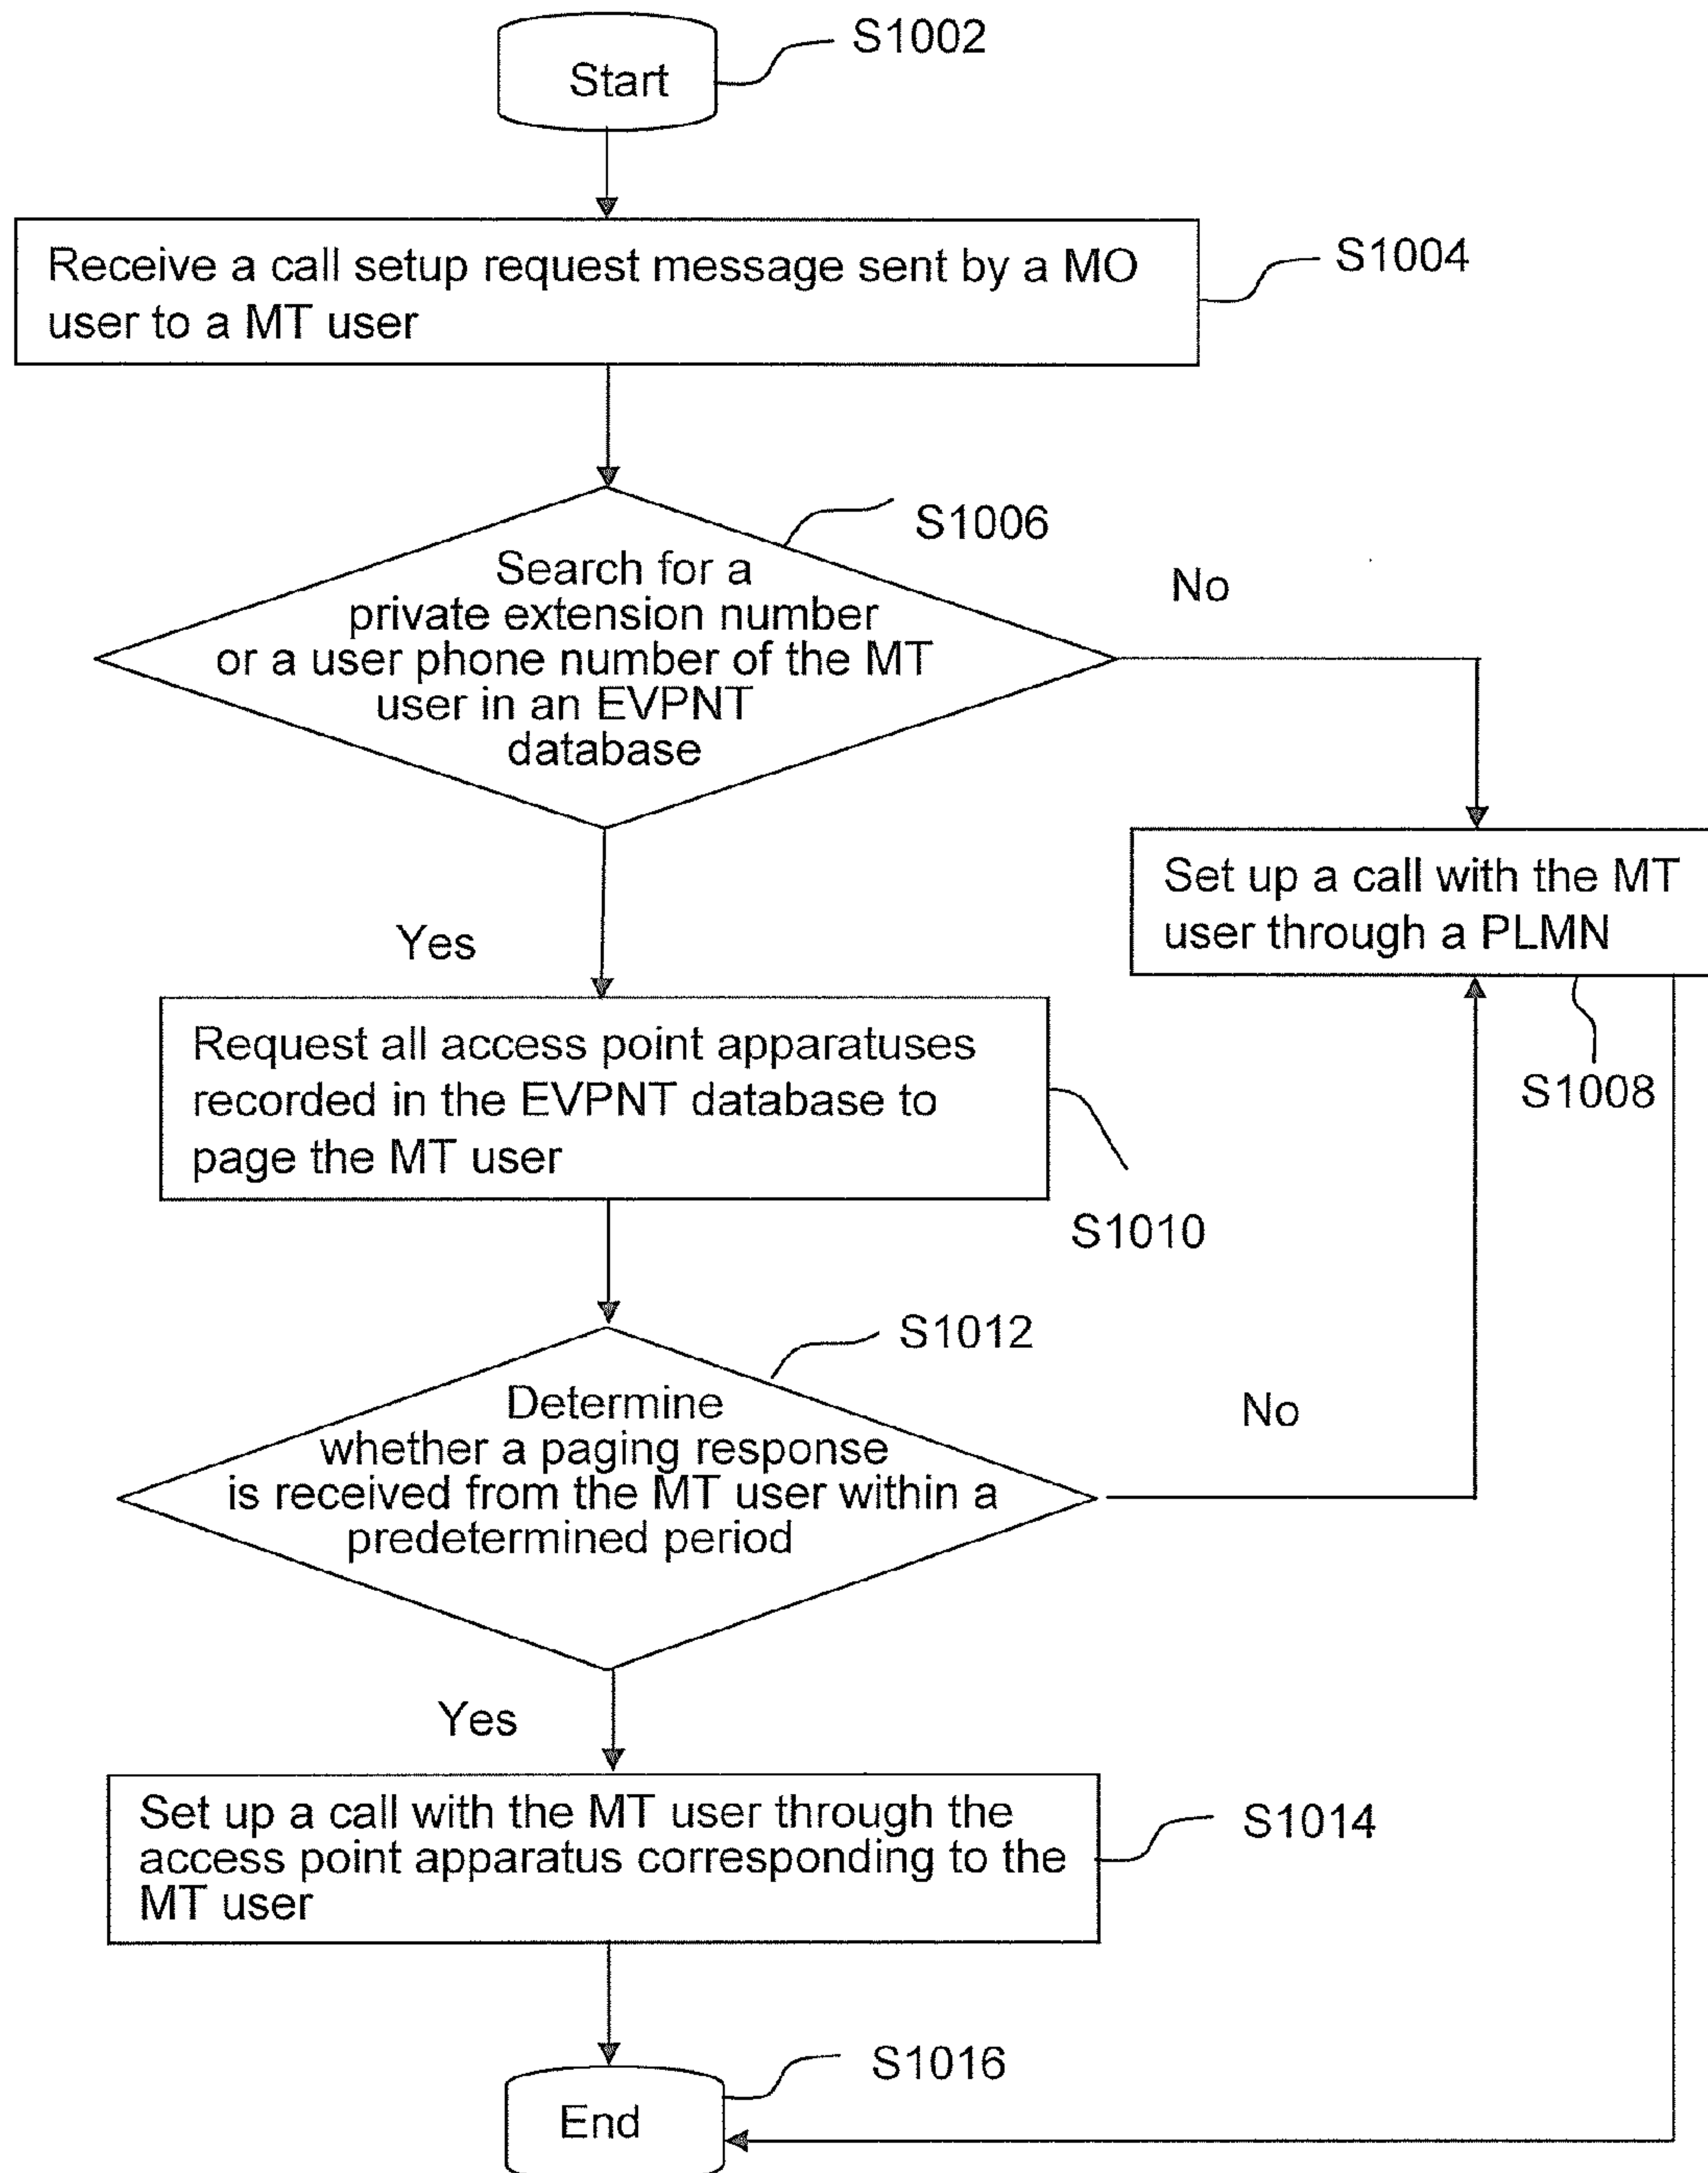 Start
S1002
Receive a call setup request message sent by a MO
user to a MT user
S1004
S1006
Search for a
private extension number
or a user phone number of the MT
user in an EVPNT
database
No
Yes
Set up a call with the MT
user through a PLMN
S1008
Request all access point apparatuses
recorded in the EVPNT database to
page the MT user
S1010
S1012
Determine
whether a paging response
is received from the MT user within a
predetermined period
No
Yes
Set up a call with the MT user through the
access point apparatus corresponding to the
MT user
S1014
S1016
End